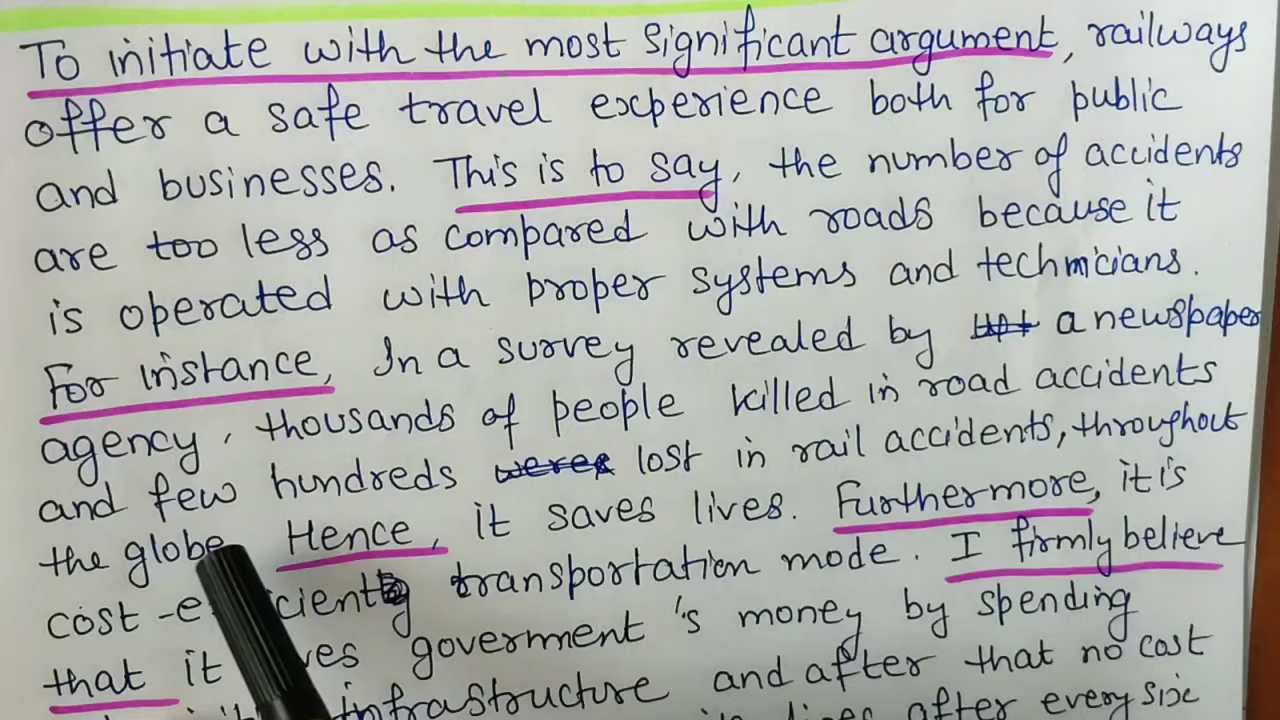 To initiate with the most significant argument, railways
offer a safe travel experience both for public
and businesses. This is to say, the number of accidents
are too less as compared with roads because it
is operated with proper systems and technicians.
For instance, In a survey revealed by a newspaper
agency, thousands of people killed in road accidents
and few hundreds lost in rail accidents, throughout
the globe Hence, it saves lives. Furthermore, it is
transportation mode. I firmly believe
that it goverment's money by spending
infrastructure and after that no cost
after every six